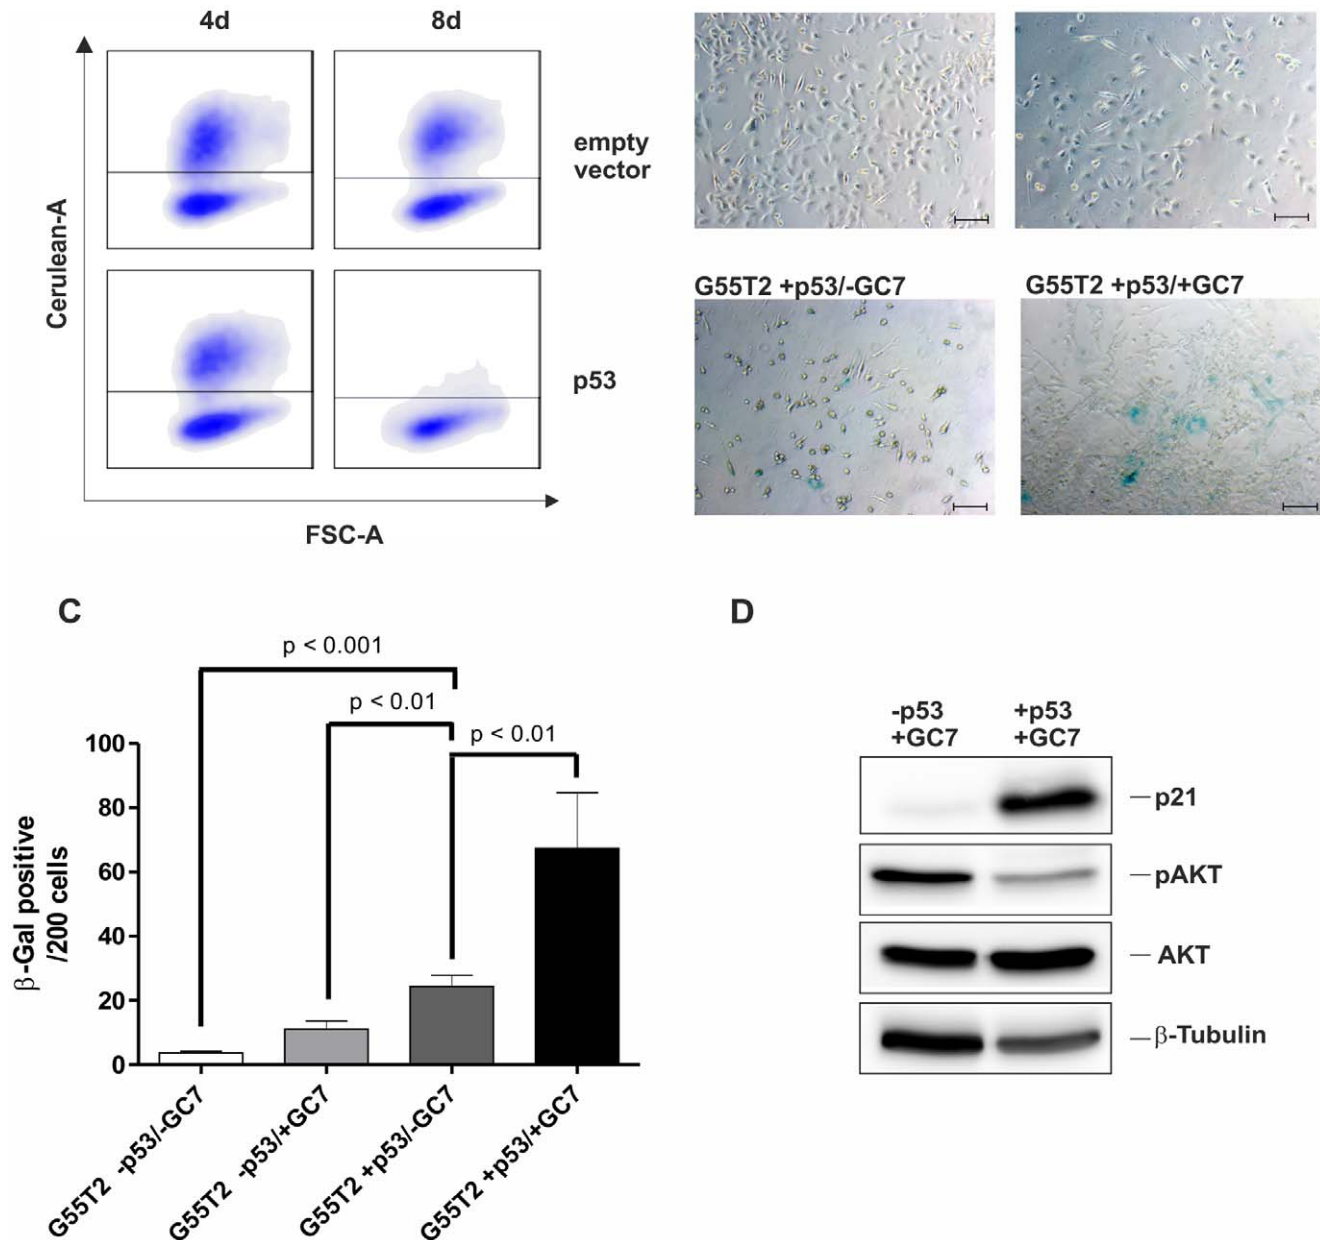 4d
8d
empty
vector
p53
Cerulean-A
FSC-A
G55T2 +p53/-GC7
G55T2 +p53/+GC7
C
p < 0.001
p < 0.01
p < 0.01
β-Gal positive
/200 cells
100
80
60
40
20
0
G55T2 -p53/-GC7
G55T2 -p53/+GC7
G55T2 +p53/-GC7
G55T2 +p53/+GC7
D
-p53
+GC7
+p53
+GC7
p21
pAKT
AKT
β-Tubulin